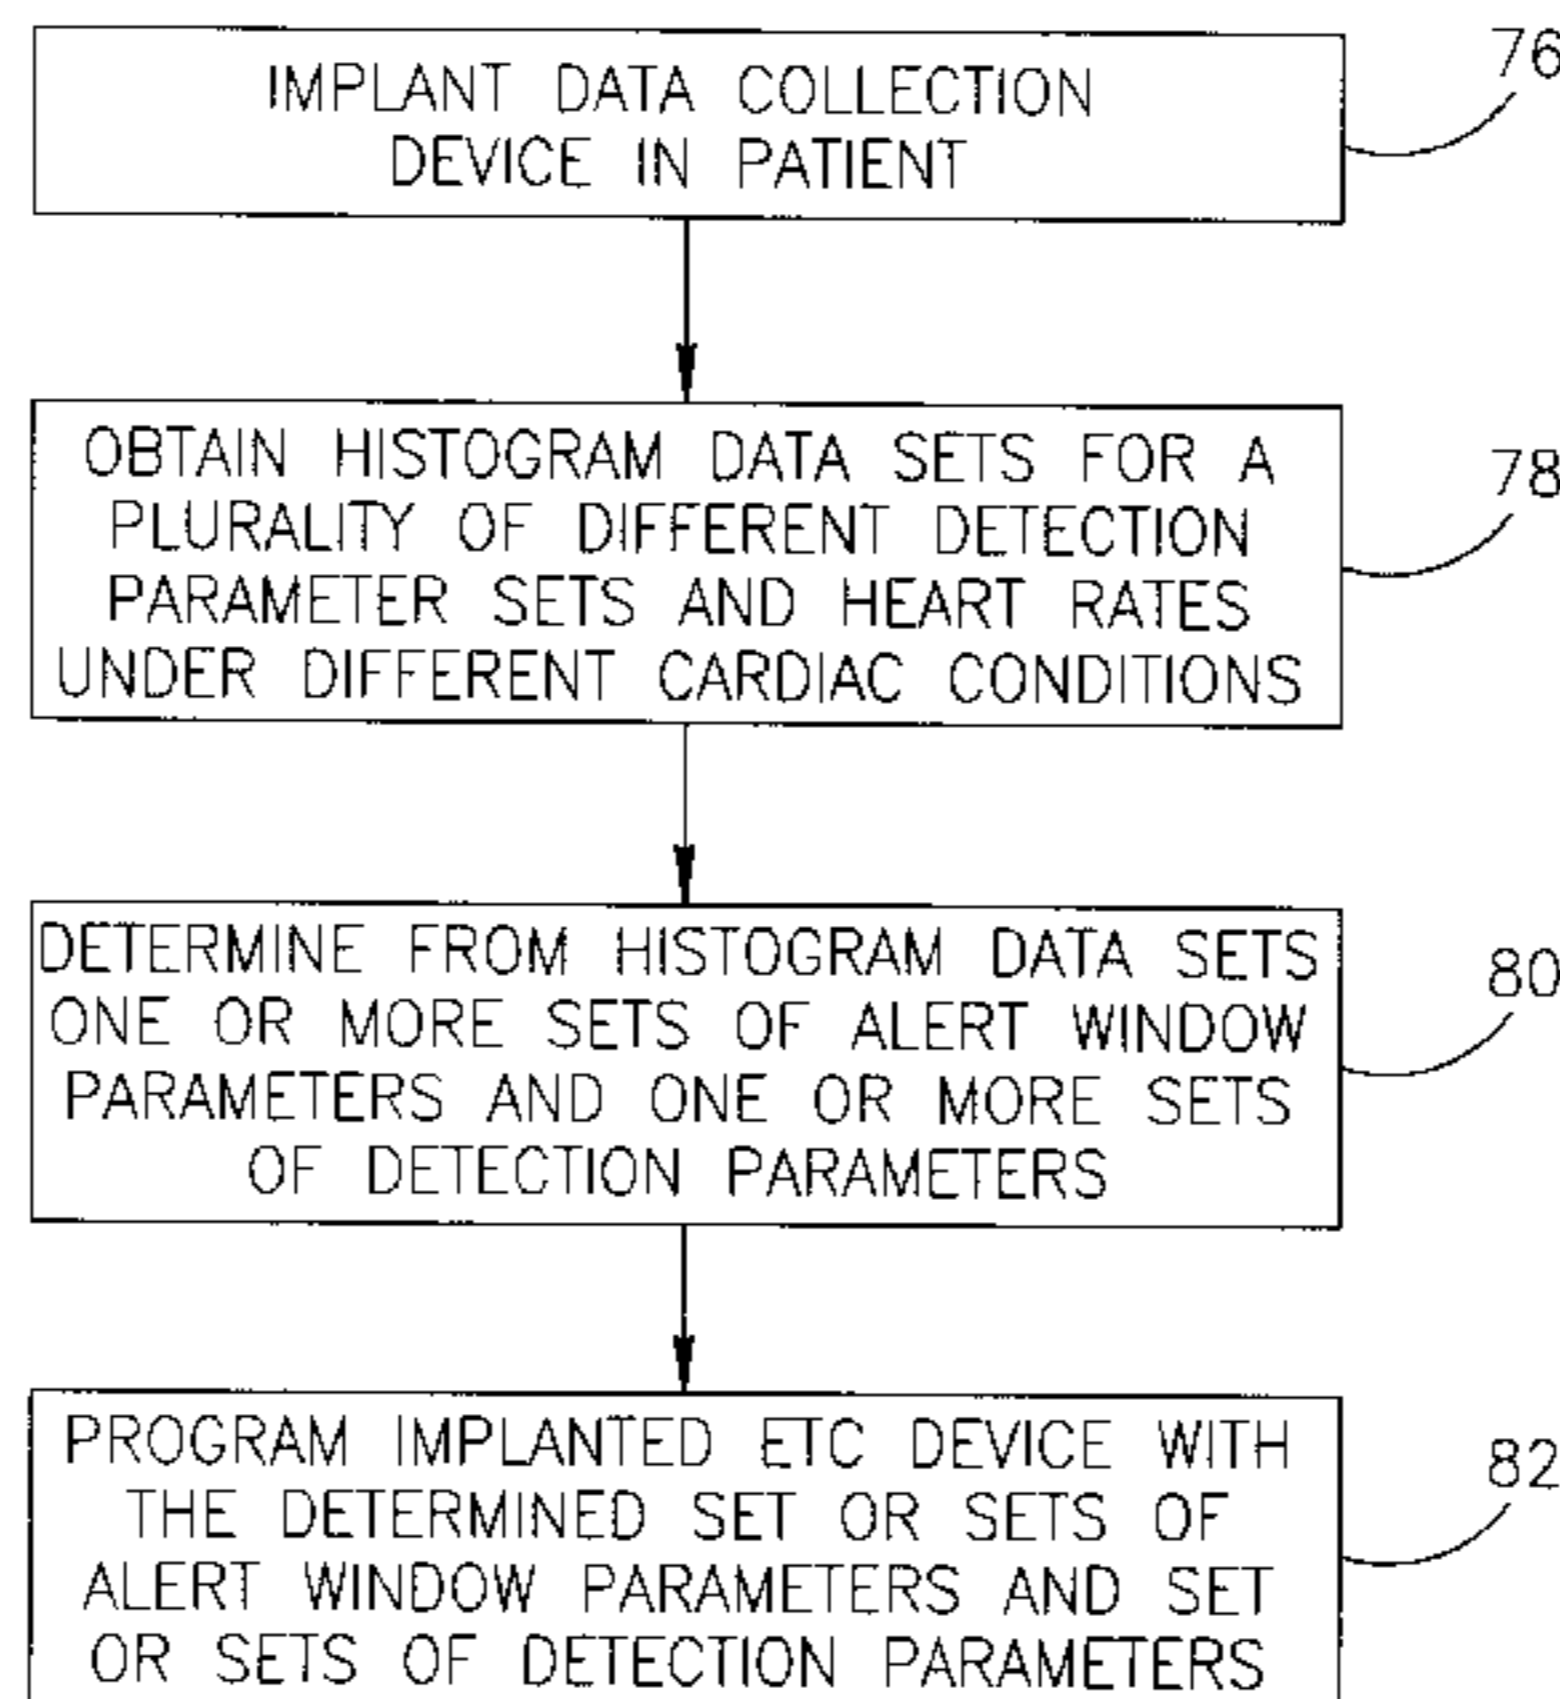 IMPLANT DATA COLLECTION
DEVICE IN PATIENT
76
OBTAIN HISTOGRAM DATA SETS FOR A
PLURALITY OF DIFFERENT DETECTION
PARAMETER SETS AND HEART RATES
UNDER DIFFERENT CARDIAC CONDITIONS
78
DETERMINE FROM HISTOGRAM DATA SETS
ONE OR MORE SETS OF ALERT WINDOW
PARAMETERS AND ONE OR MORE SETS
OF DETECTION PARAMETERS
80
PROGRAM IMPLANTED ETC DEVICE WITH
THE DETERMINED SET OR SETS OF
ALERT WINDOW PARAMETERS AND SET
OR SETS OF DETECTION PARAMETERS
82